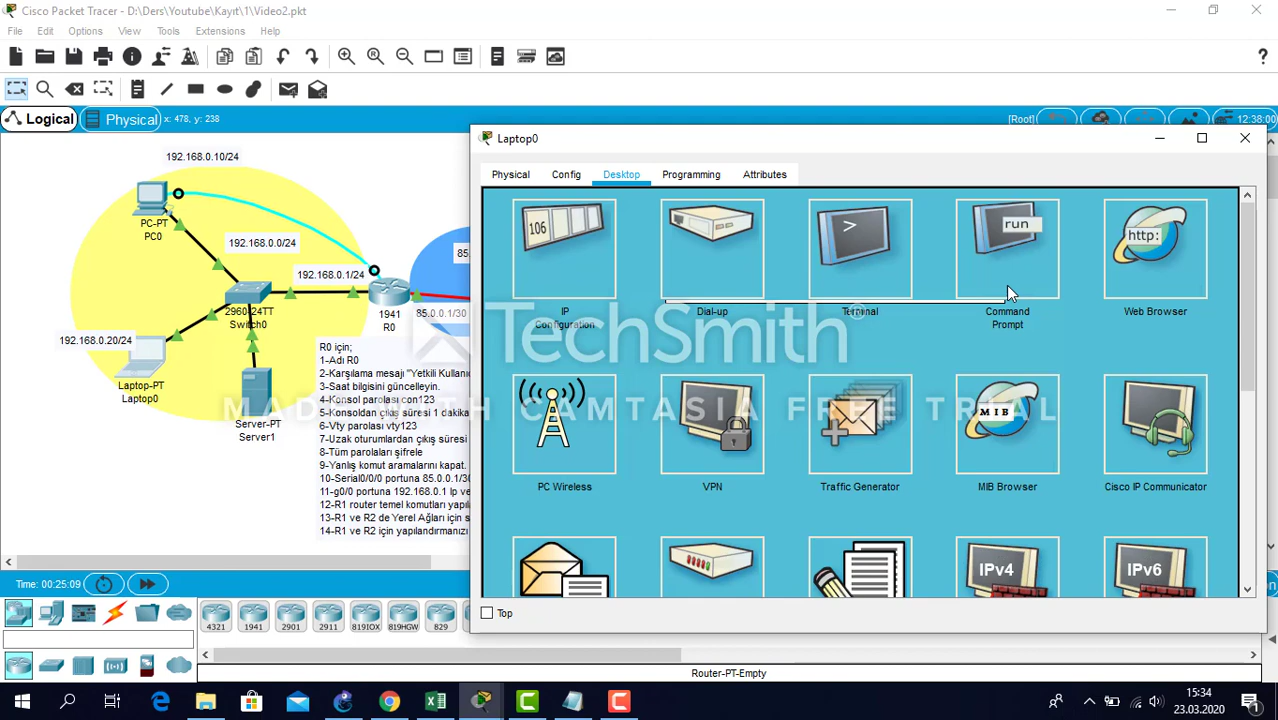 Cisco Packet Tracer - D:\Ders\Youtube\Kayıt\1\Video2.pkt
File Edit Options View Tools Extensions Help
Logical Physical x: 478, y: 238 [Root] 12:38:00
192.168.0.10/24
PC-PT
PC0
192.168.0.0/24
192.168.0.1/24
85.
2960-24TT
Switch0
1941
R0
85.0.0.1/30
192.168.0.20/24
Laptop-PT
Laptop0
Server-PT
Server1
R0 için;
1-Adı R0
2-Karşılama mesajı "Yetkili Kullanıc
3-Saat bilgisini güncelleyin.
4-Konsol parolası con123
5-Konsoldan çıkış süresi 1 dakika
6-Vty parolası vty123
7-Uzak oturumlardan çıkış süresi
8-Tüm parolaları şifrele
9-Yanlış komut aramalarını kapat.
10-Serial0/0/0 portuna 85.0.0.1/30
11-g0/0 portuna 192.168.0.1 Ip ve
12-R1 router temel komutları yapıla
13-R1 ve R2 de Yerel Ağları için s
14-R1 ve R2 için yapılandırmanızı
Laptop0
Physical Config Desktop Programming Attributes
106
>
run
http:
IP
Configuration
Dial-up
Terminal
Command
Prompt
Web Browser
TechSmith
MADE WITH CAMTASIA FREE TRIAL
MIB
PC Wireless
VPN
Traffic Generator
MIB Browser
Cisco IP Communicator
IPv4
IPv6
Top
Time: 00:25:09
4321 1941 2901 2911 819IOX 819HGW 829
Router-PT-Empty
15:34
23.03.2020
1